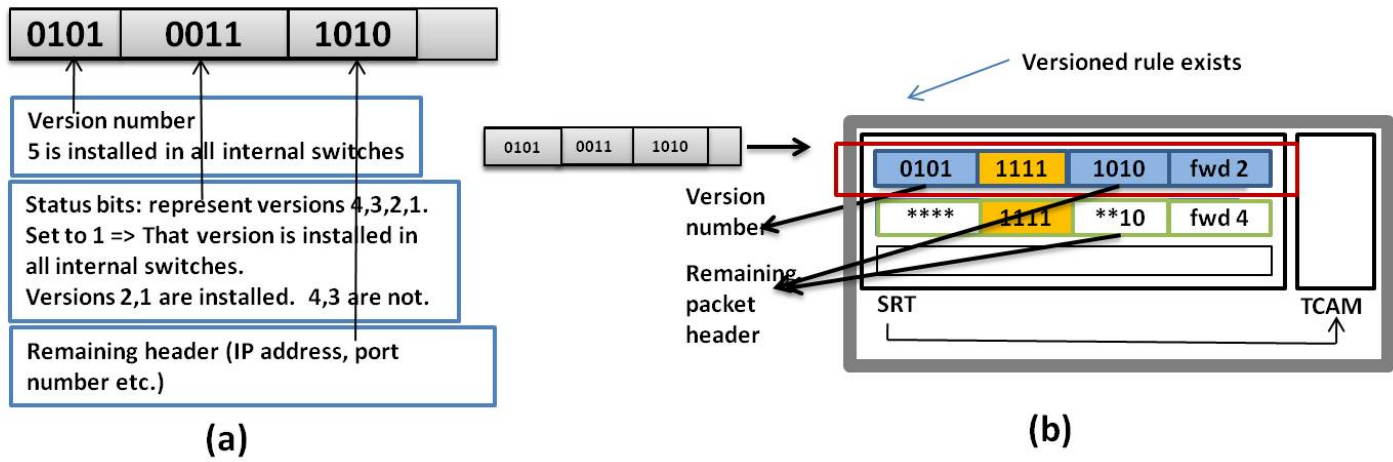 0101 0011 1010
Version number
5 is installed in all internal switches
Status bits: represent versions 4,3,2,1.
Set to 1 => That version is installed in
all internal switches.
Versions 2,1 are installed.  4,3 are not.
Remaining header (IP address, port
number etc.)
(a)
Versioned rule exists
0101 0011 1010
0101 1111 1010 fwd 2
Version
number
**** 1111 **10 fwd 4
Remaining
packet
header
SRT
TCAM
(b)